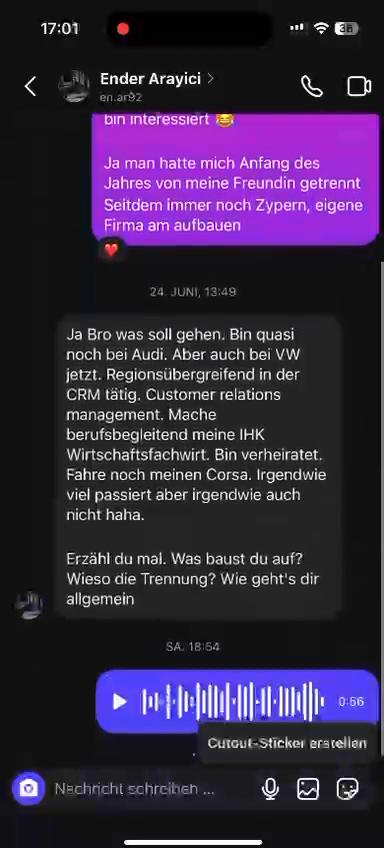 17:01
36
Ender Arayici
en.ar92
bin interessiert 😂
Ja man hatte mich Anfang des
Jahres von meine Freundin getrennt
Seitdem immer noch Zypern, eigene
Firma am aufbauen
24. JUNI, 13:49
Ja Bro was soll gehen. Bin quasi
noch bei Audi. Aber auch bei VW
jetzt. Regionsübergreifend in der
CRM tätig. Customer relations
management. Mache
berufsbegleitend meine IHK
Wirtschaftsfachwirt. Bin verheiratet.
Fahre noch meinen Corsa. Irgendwie
viel passiert aber irgendwie auch
nicht haha.
Erzähl du mal. Was baust du auf?
Wieso die Trennung? Wie geht's dir
allgemein
SA. 18:54
0:56
Cutout-Sticker erstellen
Nachricht schreiben ...